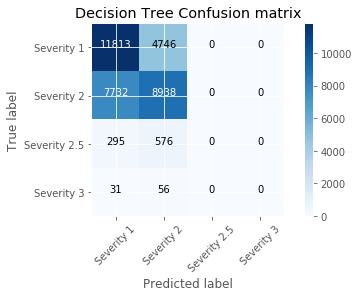 Decision Tree Confusion matrix
Severity 1 11813 4746 0 0
Severity 2 7732 8938 0 0
Severity 2.5 295 576 0 0
Severity 3 31 56 0 0
True label
Severity 1 Severity 2 Severity 2.5 Severity 3
Predicted label
10000
8000
6000
4000
2000
0